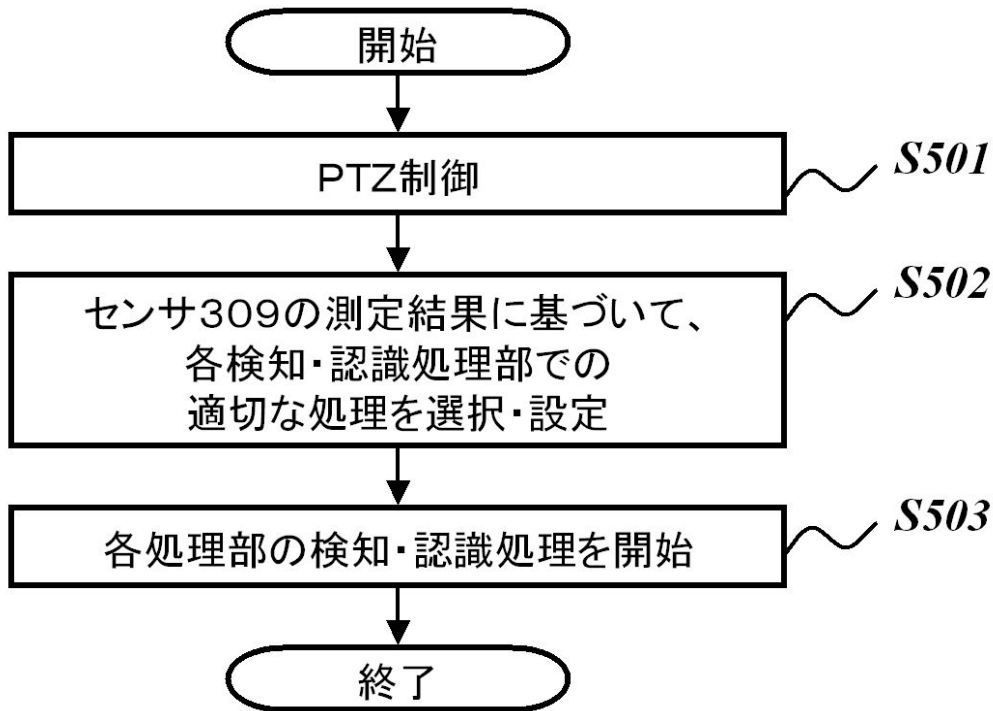 開始
PTZ制御
S501
センサ309の測定結果に基づいて、
各検知・認識処理部での
適切な処理を選択・設定
S502
各処理部の検知・認識処理を開始
S503
終了